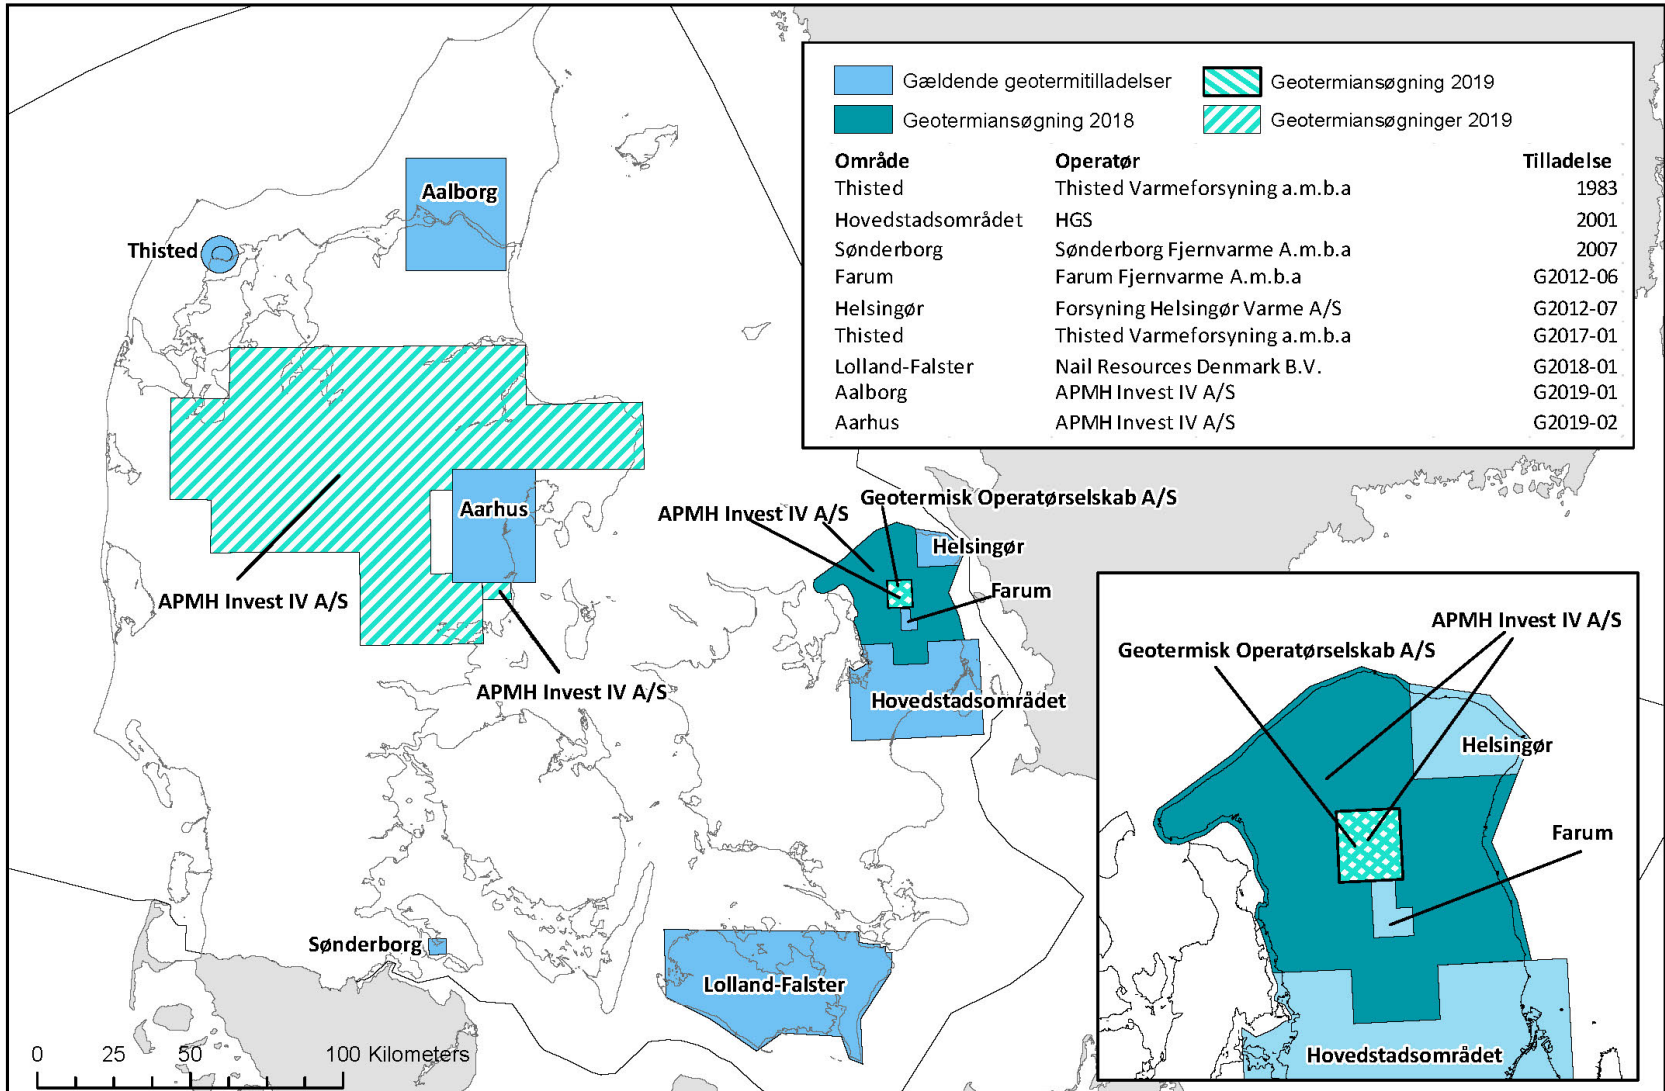 Gældende geotermitilladelser
Geotermiansøgning 2019
Geotermiansøgning 2018
Geotermiansøgninger 2019
Område Operatør Tilladelse
Thisted Thisted Varmeforsyning a.m.b.a 1983
Hovedstadsområdet HGS 2001
Sønderborg Sønderborg Fjernvarme A.m.b.a 2007
Farum Farum Fjernvarme A.m.b.a G2012-06
Helsingør Forsyning Helsingør Varme A/S G2012-07
Thisted Thisted Varmeforsyning a.m.b.a G2017-01
Lolland-Falster Nail Resources Denmark B.V. G2018-01
Aalborg APMH Invest IV A/S G2019-01
Aarhus APMH Invest IV A/S G2019-02
Aalborg
Thisted
Aarhus
APMH Invest IV A/S
APMH Invest IV A/S
Geotermisk Operatørselskab A/S
APMH Invest IV A/S
Helsingør
Farum
Hovedstadsområdet
Sønderborg
Lolland-Falster
0 25 50 100 Kilometers
APMH Invest IV A/S
Geotermisk Operatørselskab A/S
Helsingør
Farum
Hovedstadsområdet